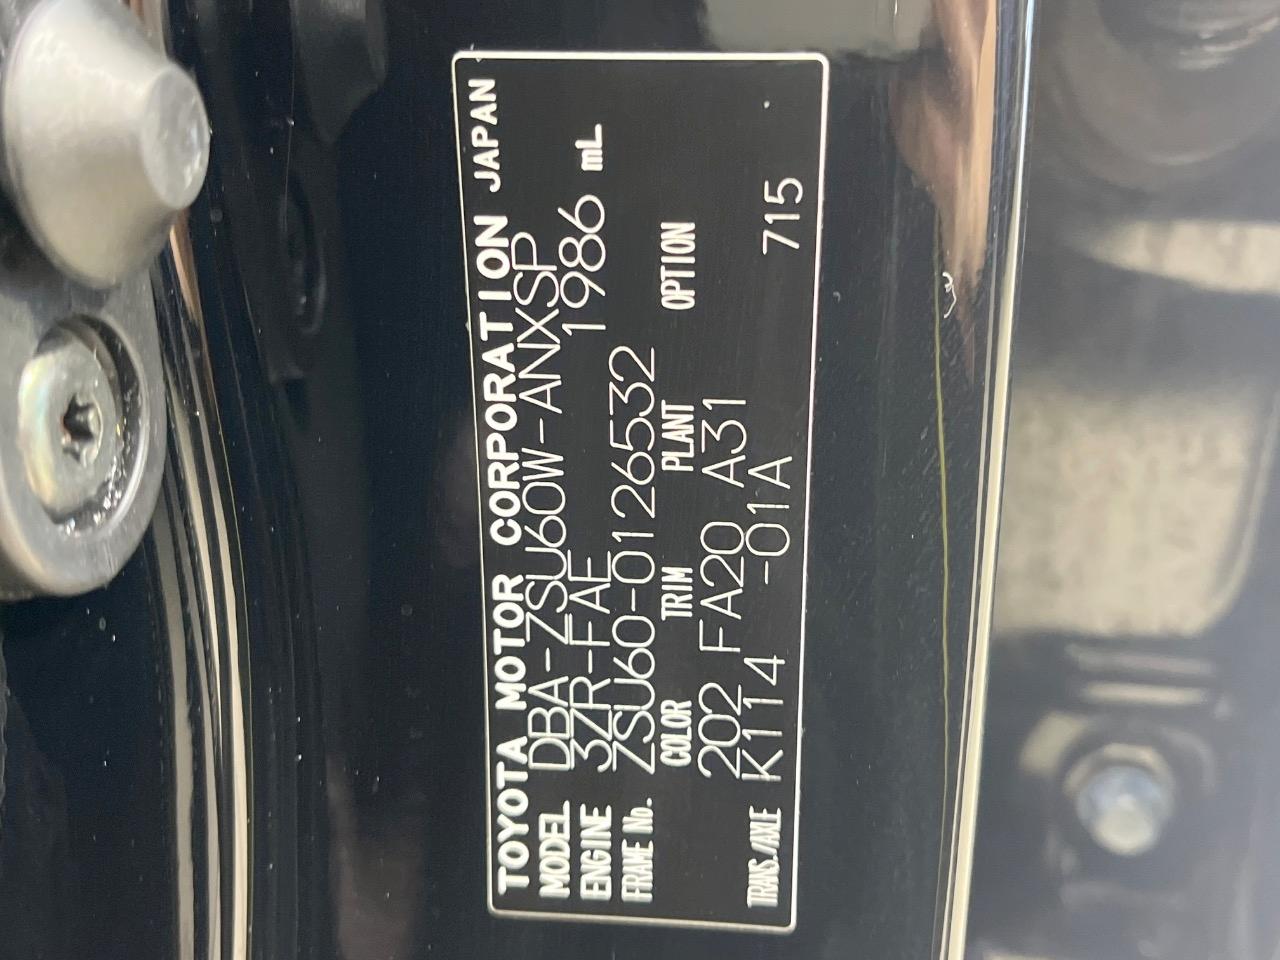 TOYOTA MOTOR CORPORATION JAPAN
MODEL DBA-ZSU60W-ANXSP
ENGINE 3ZR-FAE 1986 mL
FRAME No. ZSU60-0126532
COLOR TRIM PLANT OPTION
202 FA20 A31
TRANS./AXLE K114 -01A 715